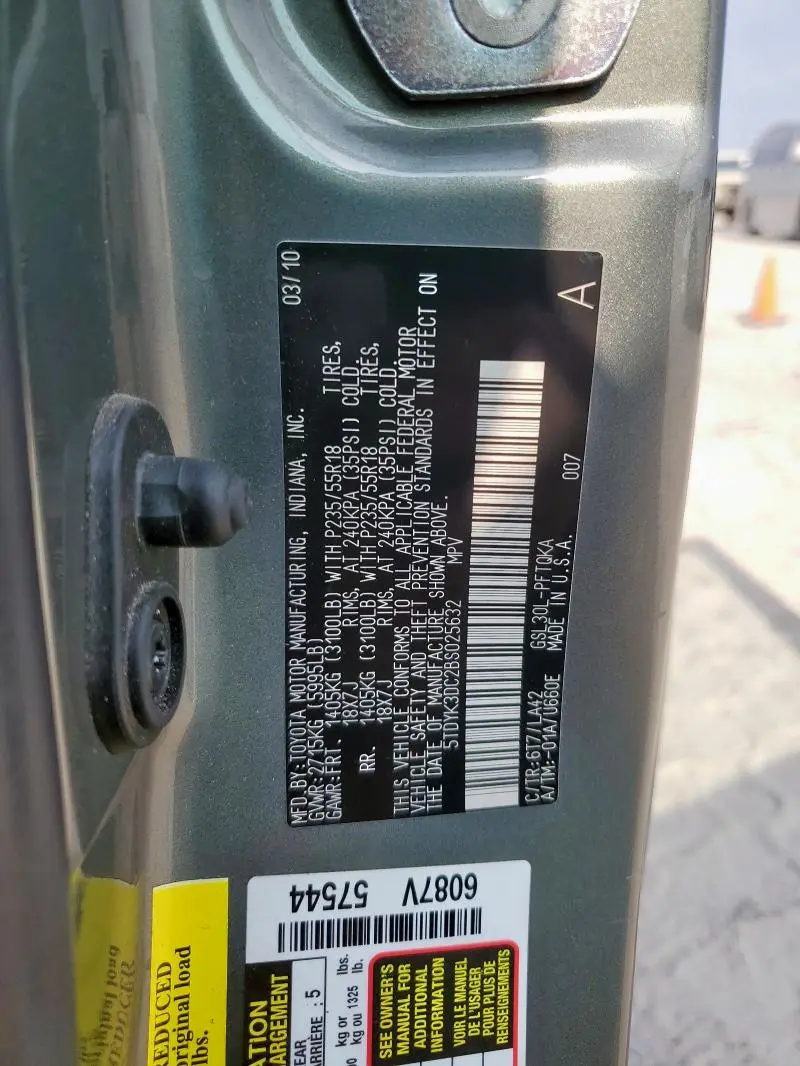 MFD.BY:TOYOTA MOTOR MANUFACTURING, INDIANA, INC. 03/10
GVWR:2715KG (5995LB)
GAWR:FRT. 1405KG (3100LB) WITH P235/55R18 TIRES,
18X7J RIMS, AT 240KPA (35PSI) COLD.
RR. 1405KG (3100LB) WITH P235/55R18 TIRES,
18X7J RIMS, AT 240KPA (35PSI) COLD.
THIS VEHICLE CONFORMS TO ALL APPLICABLE FEDERAL MOTOR
VEHICLE SAFETY AND THEFT PREVENTION STANDARDS IN EFFECT ON
THE DATE OF MANUFACTURE SHOWN ABOVE.
5TDYK3DC2BS025632 MPV
007
A
C/TR:6T7/LA42 GSL30L-PFTQKA
A/TM:-01A/U660E MADE IN U.S.A.
6087V
57544
REDUCED
original load
lbs.
ATION
ARGEMENT
EAR
ARRIÈRE : 5
kg or lbs.
kg ou 1325 lb.
SEE OWNER'S
MANUAL FOR
ADDITIONAL
INFORMATION
VOIR LE MANUEL
DE L'USAGER
POUR PLUS DE
RENSEIGNEMENTS